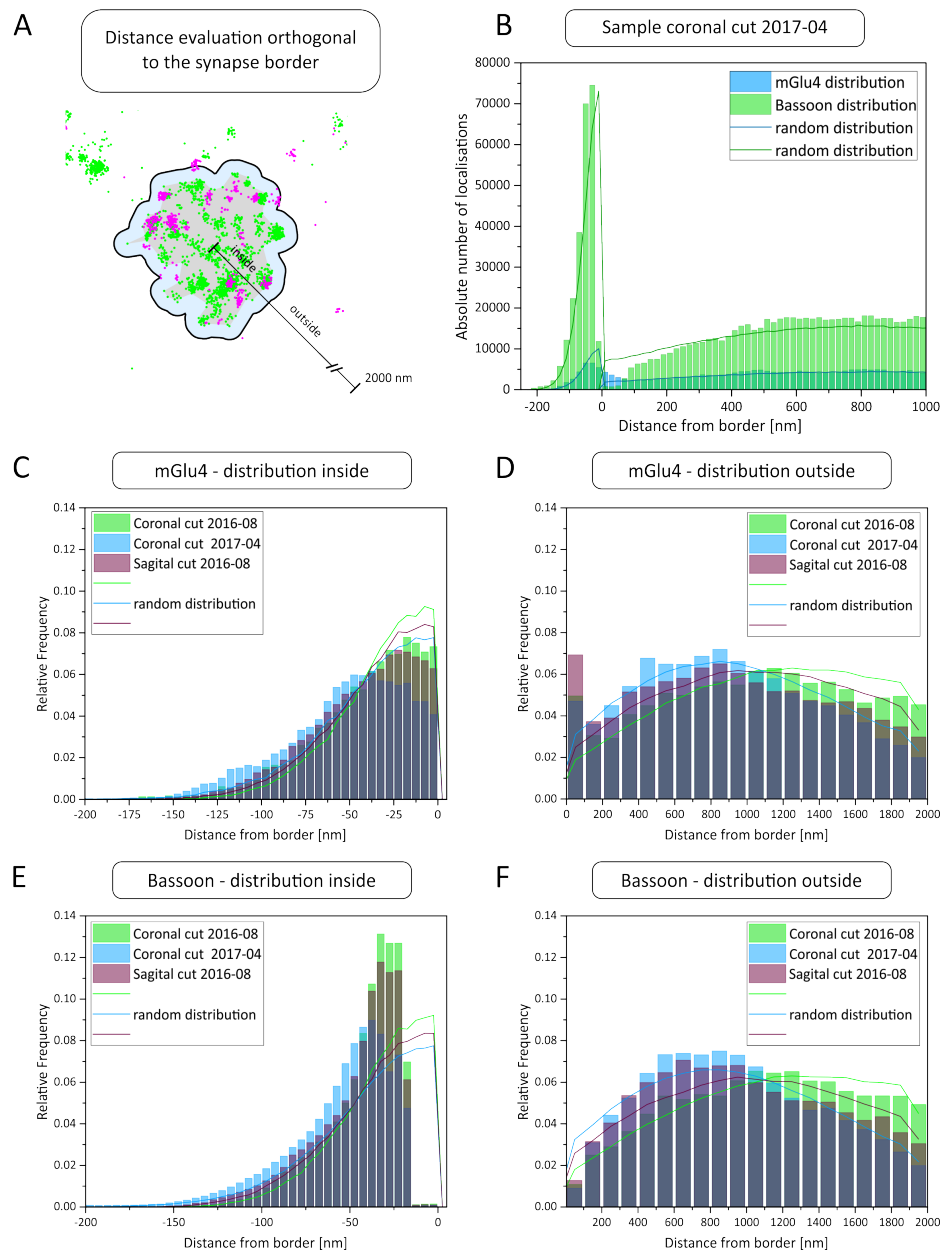 A
Distance evaluation orthogonal
to the synapse border
inside
outside
2000 nm
B
Sample coronal cut 2017-04
Absolute number of localisations
80000
70000
60000
50000
40000
30000
20000
10000
0
mGlu4 distribution
Bassoon distribution
random distribution
random distribution
-200 0 200 400 600 800 1000
Distance from border [nm]
C
mGlu4 - distribution inside
Relative Frequency
0.14
0.12
0.10
0.08
0.06
0.04
0.02
0.00
Coronal cut 2016-08
Coronal cut 2017-04
Sagital cut 2016-08
random distribution
-200 -175 -150 -125 -100 -75 -50 -25 0
Distance from border [nm]
D
mGlu4 - distribution outside
Relative Frequency
0.14
0.12
0.10
0.08
0.06
0.04
0.02
0.00
Coronal cut 2016-08
Coronal cut 2017-04
Sagital cut 2016-08
random distribution
0 200 400 600 800 1000 1200 1400 1600 1800 2000
Distance from border [nm]
E
Bassoon - distribution inside
Relative Frequency
0.14
0.12
0.10
0.08
0.06
0.04
0.02
0.00
Coronal cut 2016-08
Coronal cut 2017-04
Sagital cut 2016-08
random distribution
-200 -150 -100 -50 0
Distance from border [nm]
F
Bassoon - distribution outside
Relative Frequency
0.14
0.12
0.10
0.08
0.06
0.04
0.02
0.00
Coronal cut 2016-08
Coronal cut 2017-04
Sagital cut 2016-08
random distribution
200 400 600 800 1000 1200 1400 1600 1800 2000
Distance from border [nm]